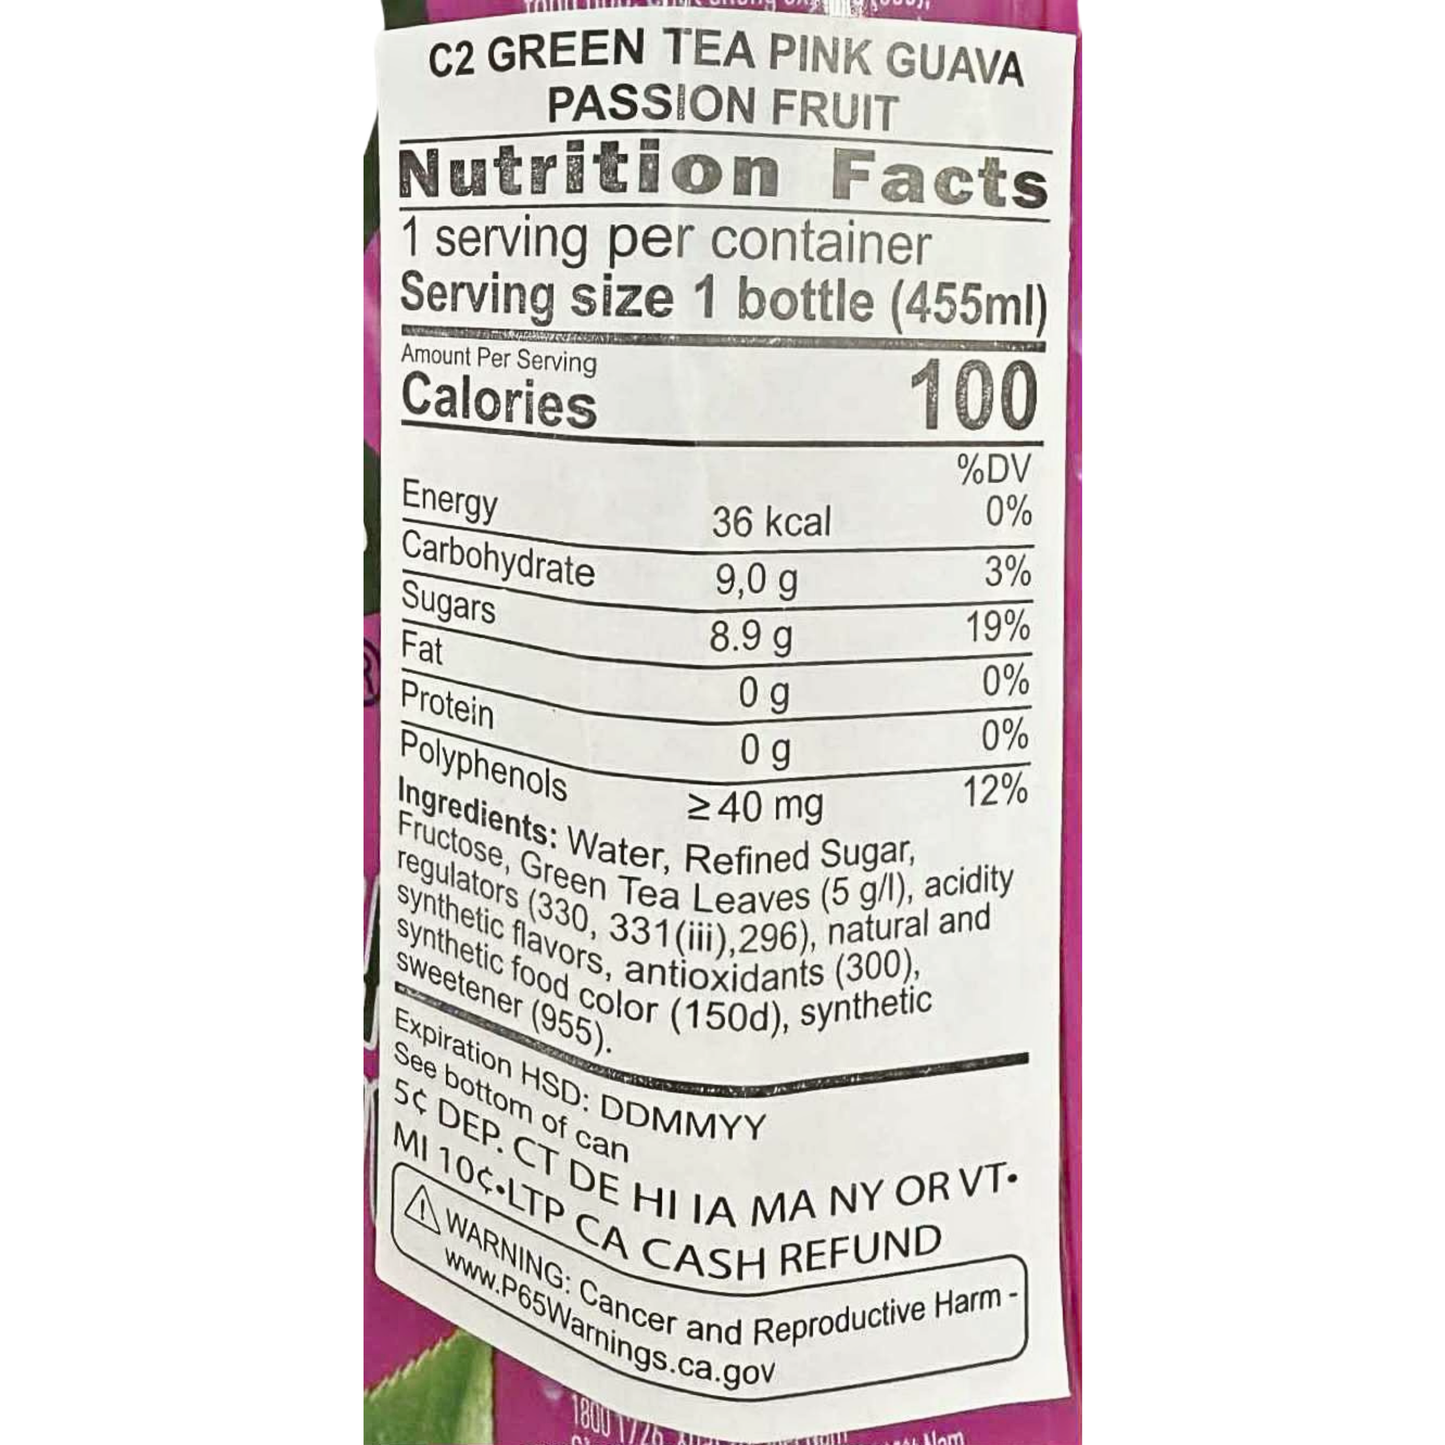 C2 GREEN TEA PINK GUAVA
PASSION FRUIT
Nutrition Facts
1 serving per container
Serving size 1 bottle (455ml)
Amount Per Serving
Calories 100
%DV
Energy 36 kcal 0%
Carbohydrate 9,0 g 3%
Sugars 8.9 g 19%
Fat 0 g 0%
Protein 0 g 0%
Polyphenols ≥40 mg 12%
Ingredients: Water, Refined Sugar,
Fructose, Green Tea Leaves (5 g/l), acidity
regulators (330, 331(iii),296), natural and
synthetic flavors, antioxidants (300),
synthetic food color (150d), synthetic
sweetener (955).
Expiration HSD: DDMMYY
See bottom of can
5¢ DEP. CT DE HI IA MA NY OR VT•
MI 10¢•LTP CA CASH REFUND
⚠ WARNING: Cancer and Reproductive Harm -
www.P65Warnings.ca.gov
®
1800 1726
Nam